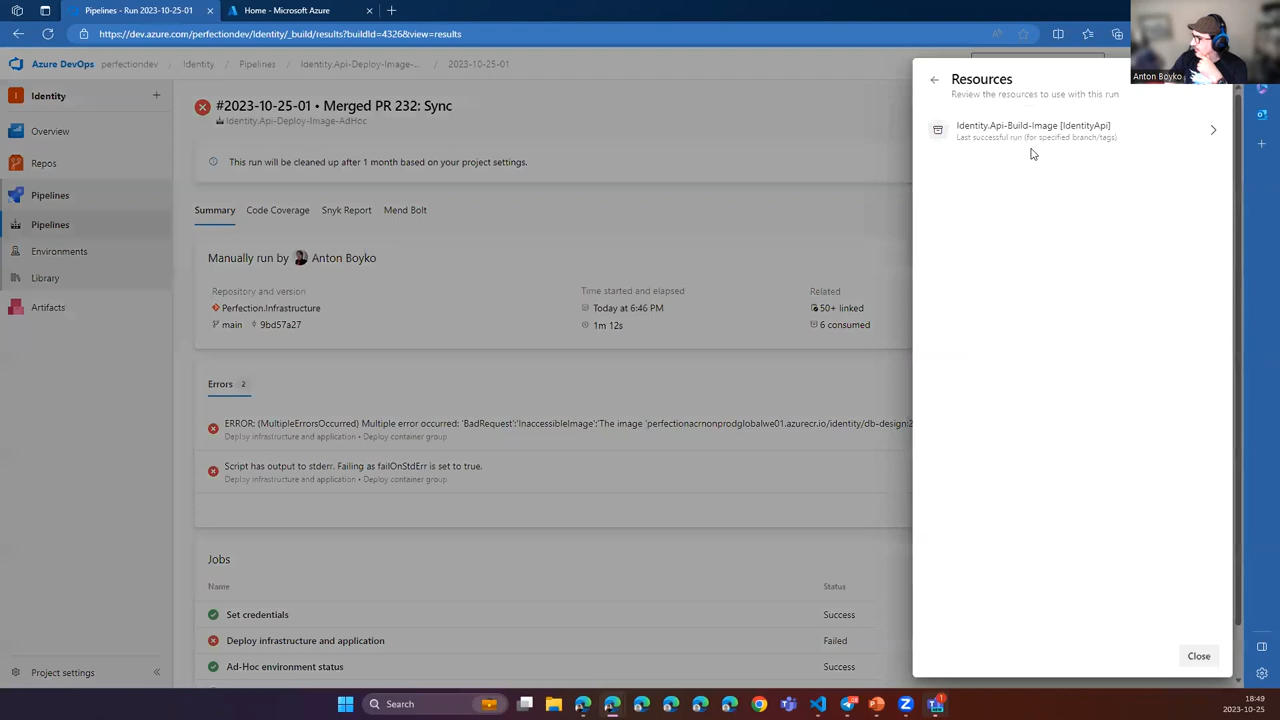 Pipelines - Run 2023-10-25-01
Home - Microsoft Azure
https://dev.azure.com/perfectiondev/Identity/_build/results?buildId=4326&view=results
Anton Boyko
Azure DevOps
perfectiondev
Identity
Pipelines
Identity.Api-Deploy-Image-...
2023-10-25-01
Identity
Overview
Repos
Pipelines
Pipelines
Environments
Library
Artifacts
Project settings
#2023-10-25-01 • Merged PR 232: Sync
Identity.Api-Deploy-Image-AdHoc
This run will be cleaned up after 1 month based on your project settings.
Summary
Code Coverage
Snyk Report
Mend Bolt
Manually run by Anton Boyko
Repository and version
Perfection.Infrastructure
main 9bd57a27
Time started and elapsed
Today at 6:46 PM
1m 12s
Related
50+ linked
6 consumed
Errors 2
ERROR: (MultipleErrorsOccurred) Multiple error occurred: 'BadRequest':'InaccessibleImage':'The image 'perfectionacrnonprodglobalwe01.azurecr.io/identity/db-design:2
Deploy infrastructure and application • Deploy container group
Script has output to stderr. Failing as failOnStdErr is set to true.
Deploy infrastructure and application • Deploy container group
Jobs
Name Status
Set credentials Success
Deploy infrastructure and application Failed
Ad-Hoc environment status Success
Resources
Review the resources to use with this run
Identity.Api-Build-Image [IdentityApi]
Last successful run (for specified branch/tags)
Close
Search
18:49
2023-10-25